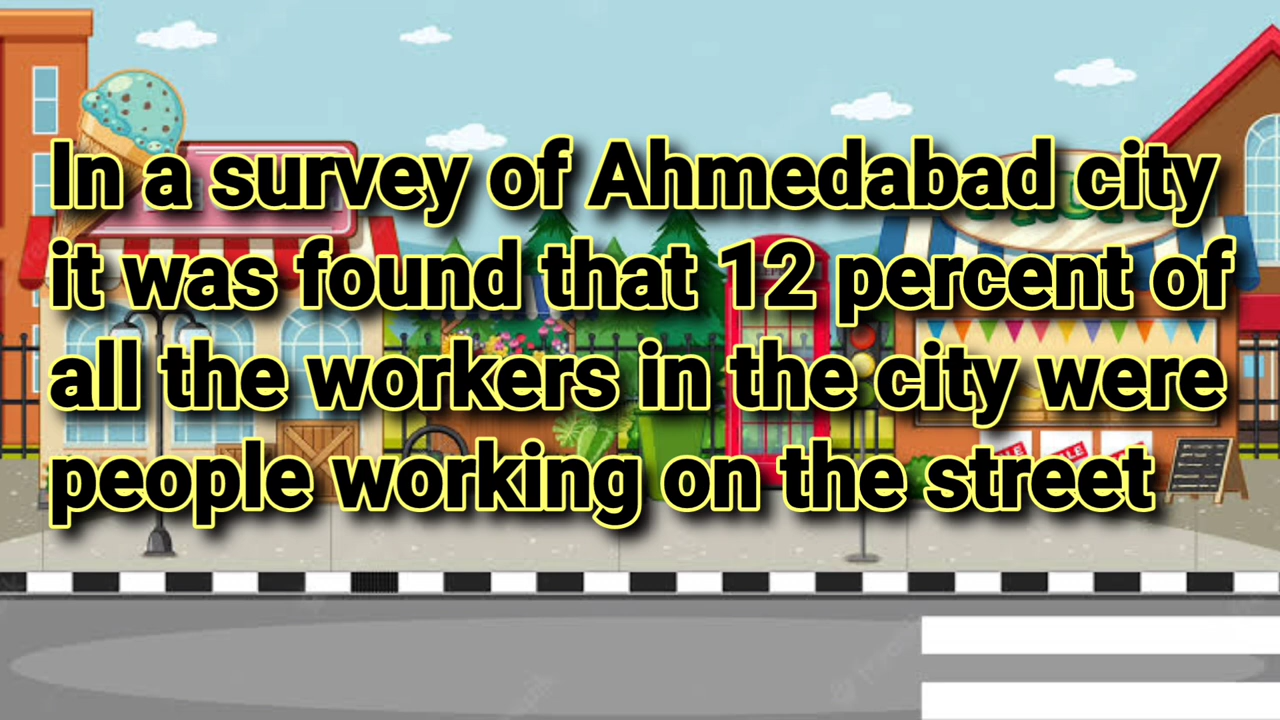 In a survey of Ahmedabad city
it was found that 12 percent of
all the workers in the city were
people working on the street